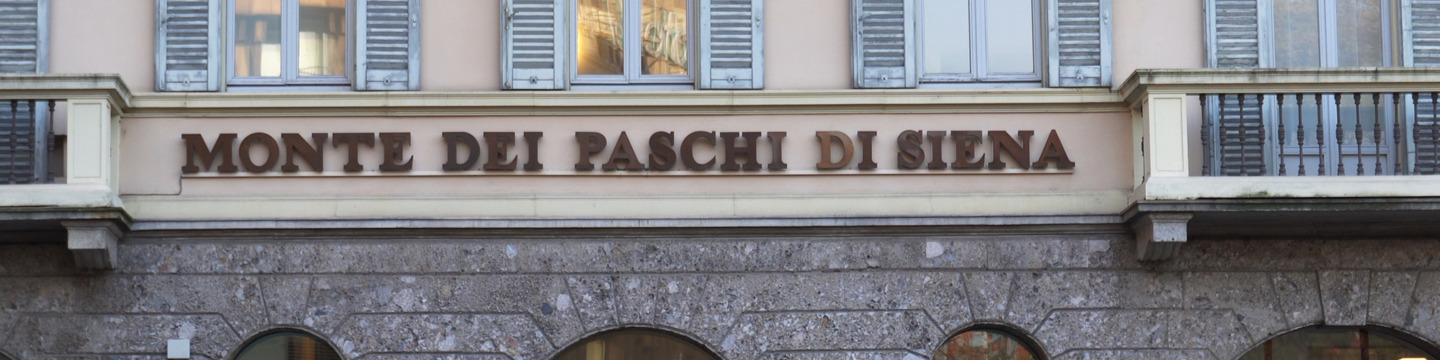 MONTE DEI PASCHI DI SIENA